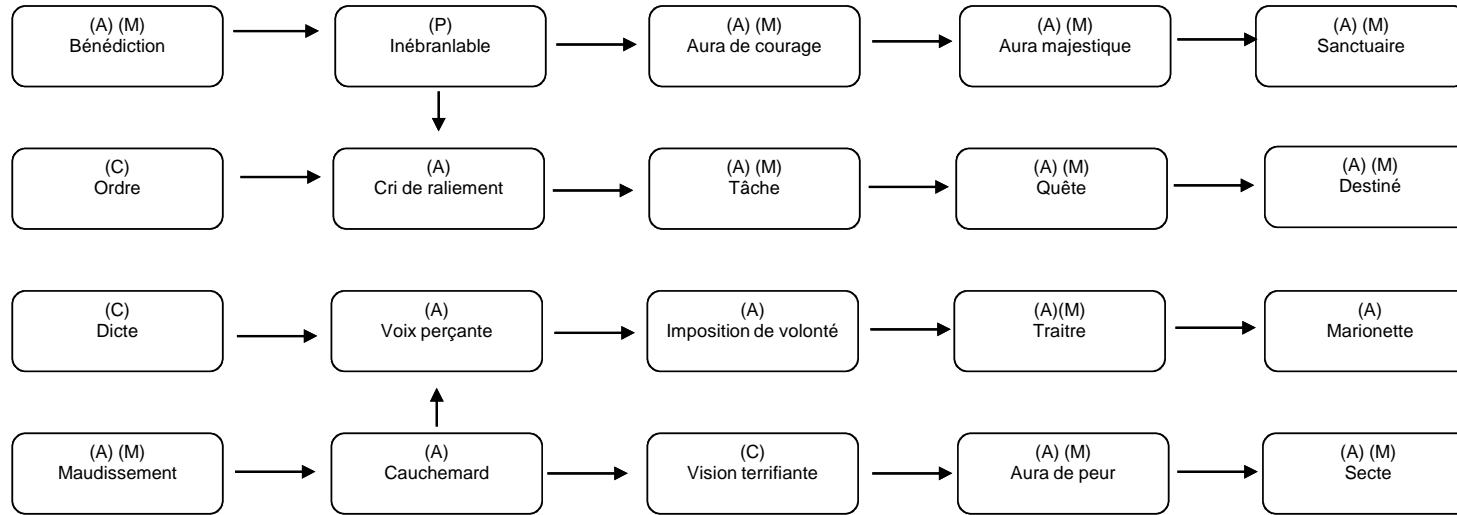 (A) (M)
Bénédiction
(P)
Inébranlable
(A) (M)
Aura de courage
(A) (M)
Aura majestique
(A) (M)
Sanctuaire
(C)
Ordre
(A)
Cri de raliement
(A) (M)
Tâche
(A) (M)
Quête
(A) (M)
Destiné
(C)
Dicte
(A)
Voix perçante
(A)
Imposition de volonté
(A)(M)
Traitre
(A)
Marionette
(A) (M)
Maudissement
(A)
Cauchemard
(C)
Vision terrifiante
(A) (M)
Aura de peur
(A) (M)
Secte